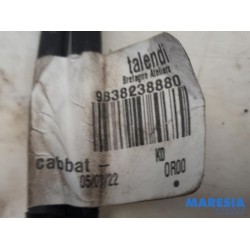 talendi
Bretagne Ateliers
9838238880
cabbat -
KD
05/07/22
OR00
MARESIA